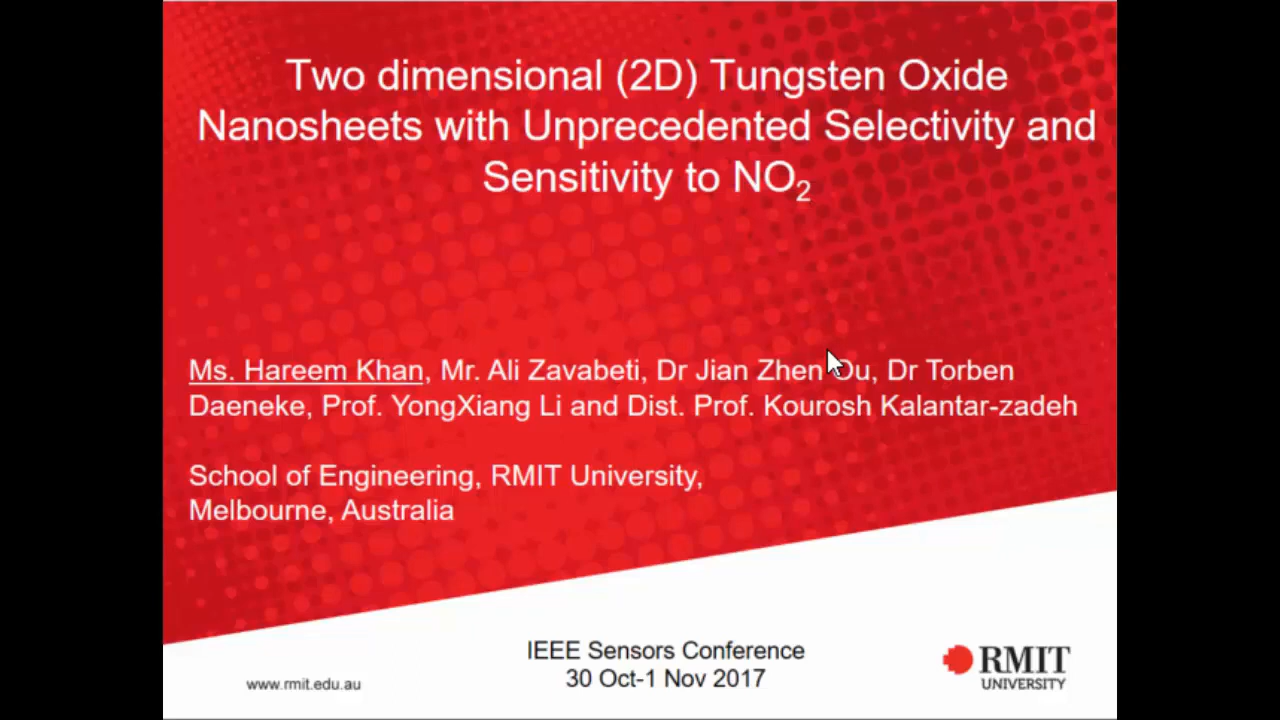 Two dimensional (2D) Tungsten Oxide
Nanosheets with Unprecedented Selectivity and
Sensitivity to NO₂
Ms. Hareem Khan, Mr. Ali Zavabeti, Dr Jian Zhen Ou, Dr Torben
Daeneke, Prof. YongXiang Li and Dist. Prof. Kourosh Kalantar-zadeh
School of Engineering, RMIT University,
Melbourne, Australia
IEEE Sensors Conference
30 Oct-1 Nov 2017
www.rmit.edu.au
RMIT
UNIVERSITY